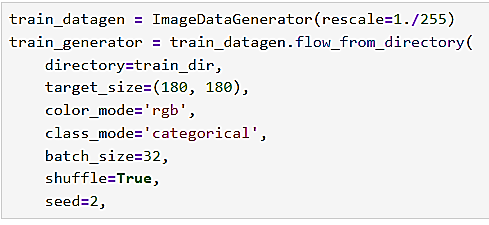 train_datagen = ImageDataGenerator(rescale=1./255)
train_generator = train_datagen.flow_from_directory(
    directory=train_dir,
    target_size=(180, 180),
    color_mode='rgb',
    class_mode='categorical',
    batch_size=32,
    shuffle=True,
    seed=2,